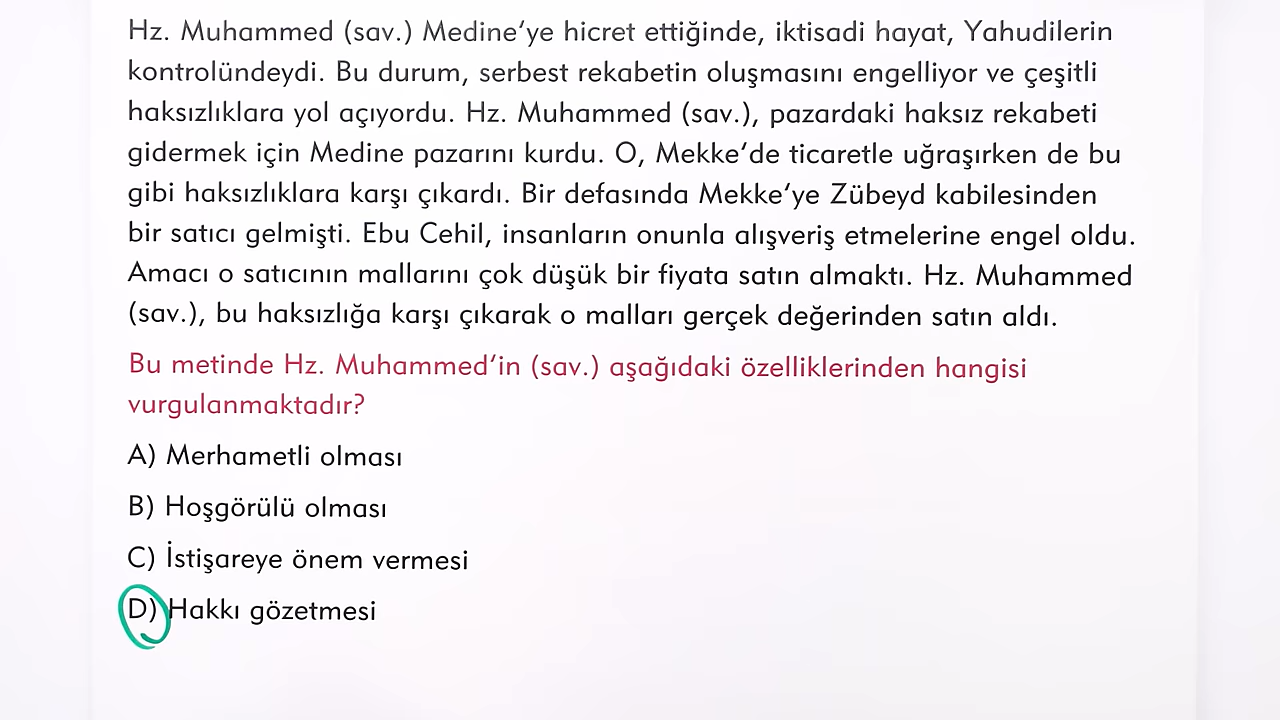 Hz. Muhammed (sav.) Medine’ye hicret ettiğinde, iktisadi hayat, Yahudilerin
kontrolündeydi. Bu durum, serbest rekabetin oluşmasını engelliyor ve çeşitli
haksızlıklara yol açıyordu. Hz. Muhammed (sav.), pazardaki haksız rekabeti
gidermek için Medine pazarını kurdu. O, Mekke’de ticaretle uğraşırken de bu
gibi haksızlıklara karşı çıkardı. Bir defasında Mekke’ye Zübeyd kabilesinden
bir satıcı gelmişti. Ebu Cehil, insanların onunla alışveriş etmelerine engel oldu.
Amacı o satıcının mallarını çok düşük bir fiyata satın almaktı. Hz. Muhammed
(sav.), bu haksızlığa karşı çıkarak o malları gerçek değerinden satın aldı.
Bu metinde Hz. Muhammed’in (sav.) aşağıdaki özelliklerinden hangisi
vurgulanmaktadır?
A) Merhametli olması
B) Hoşgörülü olması
C) İstişareye önem vermesi
D) Hakkı gözetmesi